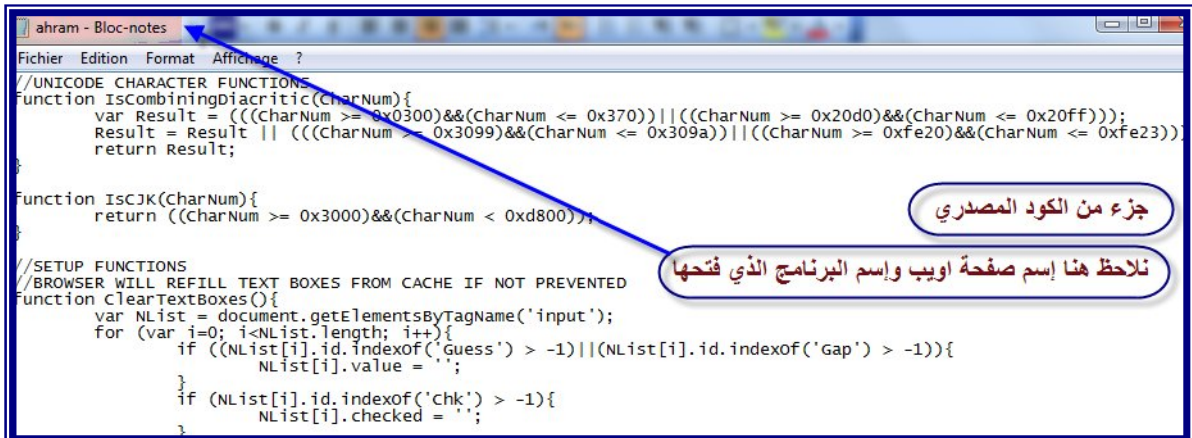 ahram - Bloc-notes
Fichier Edition Format Affichage ?
//UNICODE CHARACTER FUNCTIONS
function IsCombiningDiacritic(CharNum){
var Result = (((CharNum >= 0x0300)&&(CharNum <= 0x370))||((CharNum >= 0x20d0)&&(CharNum <= 0x20ff)));
Result = Result || (((CharNum >= 0x3099)&&(CharNum <= 0x309a))||((CharNum >= 0xfe20)&&(CharNum <= 0xfe23)))
return Result;
}
function IsCJK(CharNum){
return ((CharNum >= 0x3000)&&(CharNum < 0xd800));
}
جزء من الكود المصدري
نلاحظ هنا إسم صفحة اويب وإسم البرنامج الذي فتحها
//SETUP FUNCTIONS
//BROWSER WILL REFILL TEXT BOXES FROM CACHE IF NOT PREVENTED
function ClearTextBoxes(){
var NList = document.getElementsByTagName('input');
for (var i=0; i<NList.length; i++){
if ((NList[i].id.indexOf('Guess') > -1)||(NList[i].id.indexOf('Gap') > -1)){
NList[i].value = '';
}
if (NList[i].id.indexOf('Chk') > -1){
NList[i].checked = '';
}